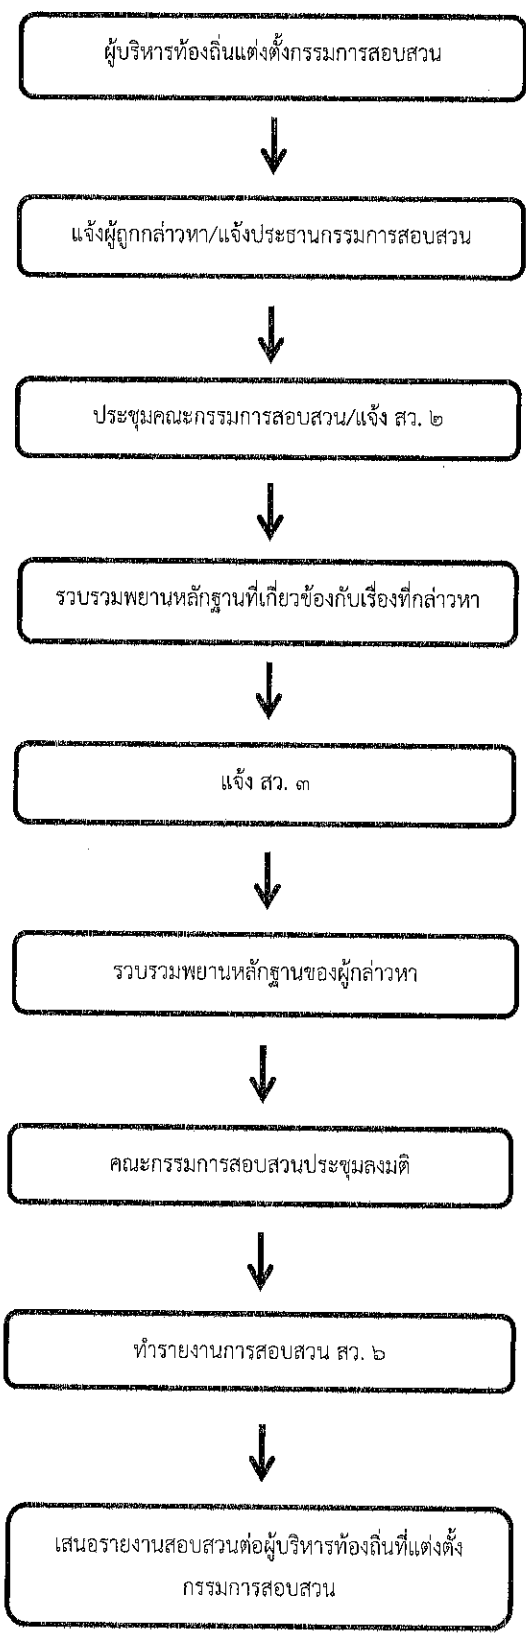 ผู้บริหารท้องถิ่นแต่งตั้งกรรมการสอบสวน
แจ้งผู้ถูกกล่าวหา/แจ้งประธานกรรมการสอบสวน
ประชุมคณะกรรมการสอบสวน/แจ้ง สว. ๒
รวบรวมพยานหลักฐานที่เกี่ยวข้องกับเรื่องที่กล่าวหา
แจ้ง สว. ๓
รวบรวมพยานหลักฐานของผู้กล่าวหา
คณะกรรมการสอบสวนประชุมลงมติ
ทำรายงานการสอบสวน สว. ๖
เสนอรายงานสอบสวนต่อผู้บริหารท้องถิ่นที่แต่งตั้ง
กรรมการสอบสวน